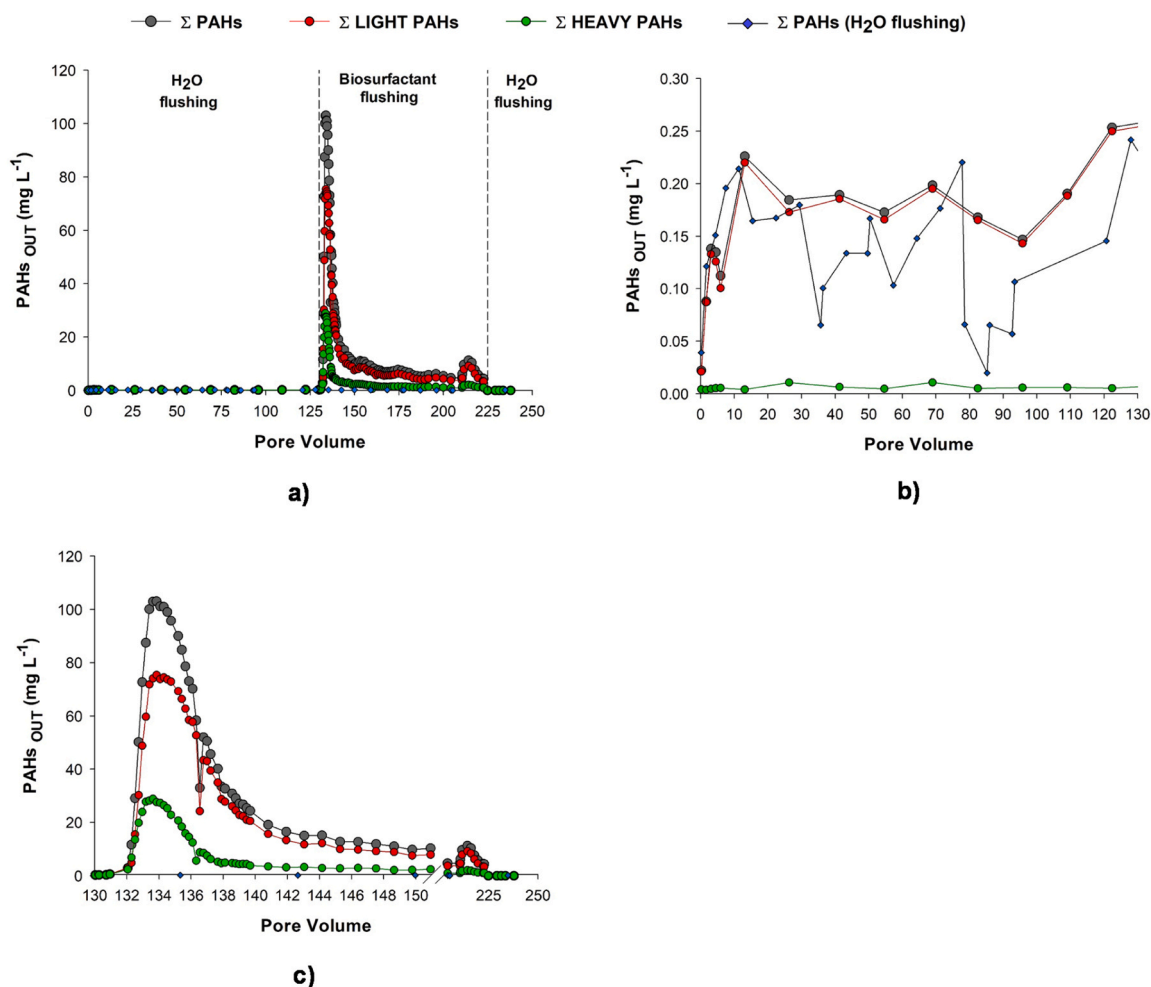 Σ PAHs Σ LIGHT PAHs Σ HEAVY PAHs Σ PAHs (H₂O flushing)
H₂O flushing
Biosurfactant flushing
H₂O flushing
PAHs OUT (mg L⁻¹)
120
100
80
60
40
20
0
0 25 50 75 100 125 150 175 200 225 250
Pore Volume
a)
PAHs OUT (mg L⁻¹)
0.30
0.25
0.20
0.15
0.10
0.05
0.00
0 10 20 30 40 50 60 70 80 90 100 110 120 130
Pore Volume
b)
PAHs OUT (mg L⁻¹)
120
100
80
60
40
20
0
130 132 134 136 138 140 142 144 146 148 150 225 250
Pore Volume
c)